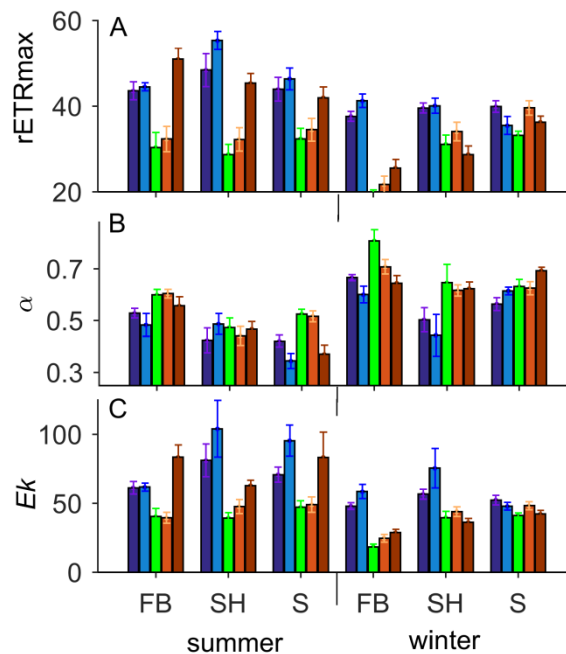 A
rETRmax
60
40
20
B
α
0.7
0.5
0.3
C
Ek
100
50
0
FB SH S FB SH S
summer winter